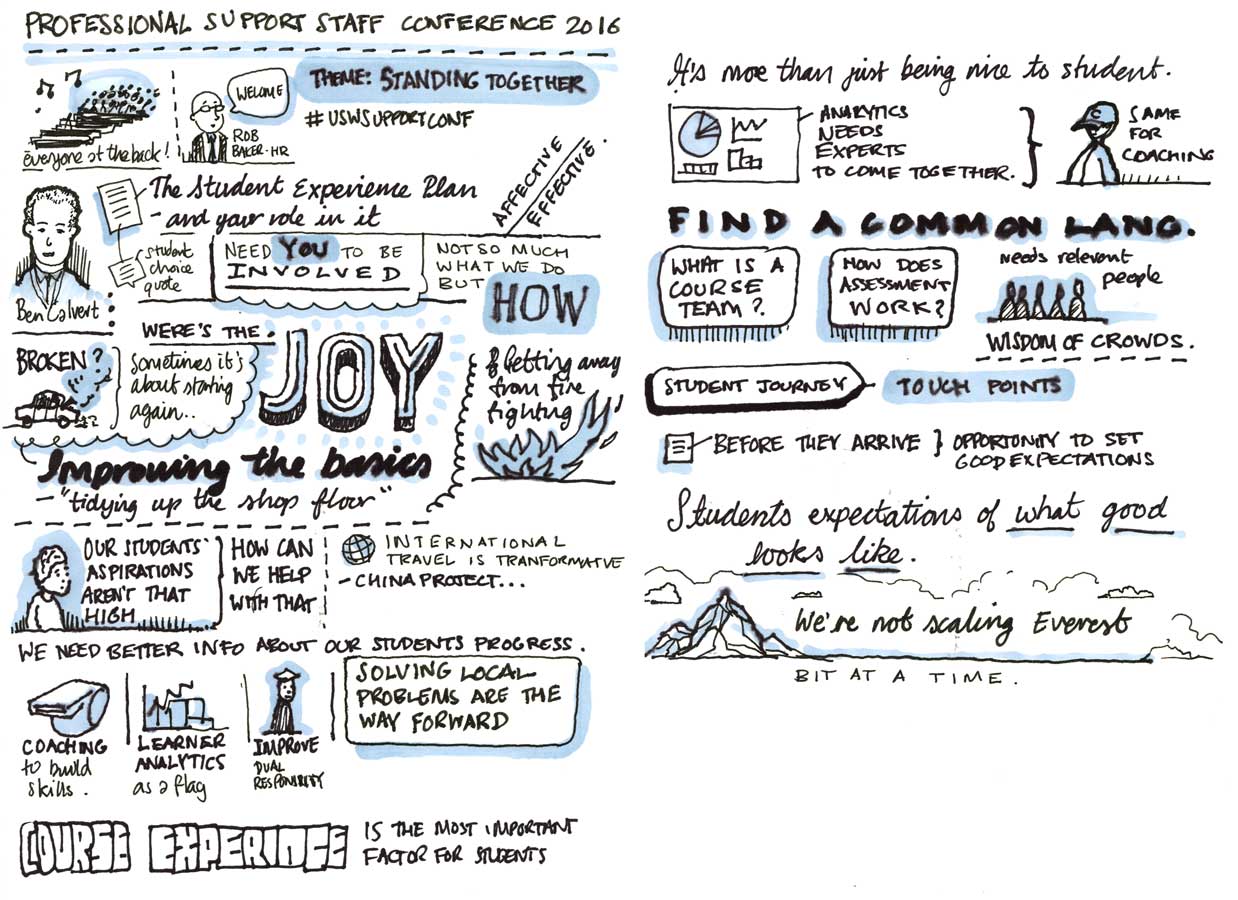 PROFESSIONAL SUPPORT STAFF CONFERENCE 2016
everyone at the back!
WELCOME
ROB
BAKER-HR
THEME: STANDING TOGETHER
#USWSUPPORTCONF
The Student Experience Plan
- and your role in it
AFFECTIVE
EFFECTIVE.
Ben Calvert
student
choice
quote
NEED YOU TO BE
INVOLVED
NOT SO MUCH
WHAT WE DO
BUT
HOW
WERE'S THE
JOY
BROKEN?
Sometimes it's
about starting
again..
& Getting away
from fire
fighting
Improving the basics
- "tidying up the shop floor"
OUR STUDENTS'
ASPIRATIONS
AREN'T THAT
HIGH
HOW CAN
WE HELP
WITH THAT
INTERNATIONAL
TRAVEL IS TRANFORMATIVE
- CHINA PROJECT...
WE NEED BETTER INFO ABOUT OUR STUDENTS PROGRESS.
COACHING
to build
skills.
LEARNER
ANALYTICS
as a flag
IMPROVE
DUAL
SOLVING LOCAL
PROBLEMS ARE THE
WAY FORWARD
COURSE EXPERINCE
IS THE MOST IMPORTANT
FACTOR FOR STUDENTS
It's more than just being nice to student.
ANALYTICS
NEEDS
EXPERTS
TO COME TOGETHER.
C
SAME
FOR
COACHING
FIND A COMMON LANG.
WHAT IS A
COURSE
TEAM?
HOW DOES
ASSESSMENT
WORK?
needs relevent
people
WISDOM OF CROWDS.
STUDENT JOURNEY
TOUCH POINTS
BEFORE THEY ARRIVE
OPPORTUNITY TO SET
GOOD EXPECTATIONS
Students expectations of what good
looks like.
We're not scaling Everest
BIT AT A TIME.